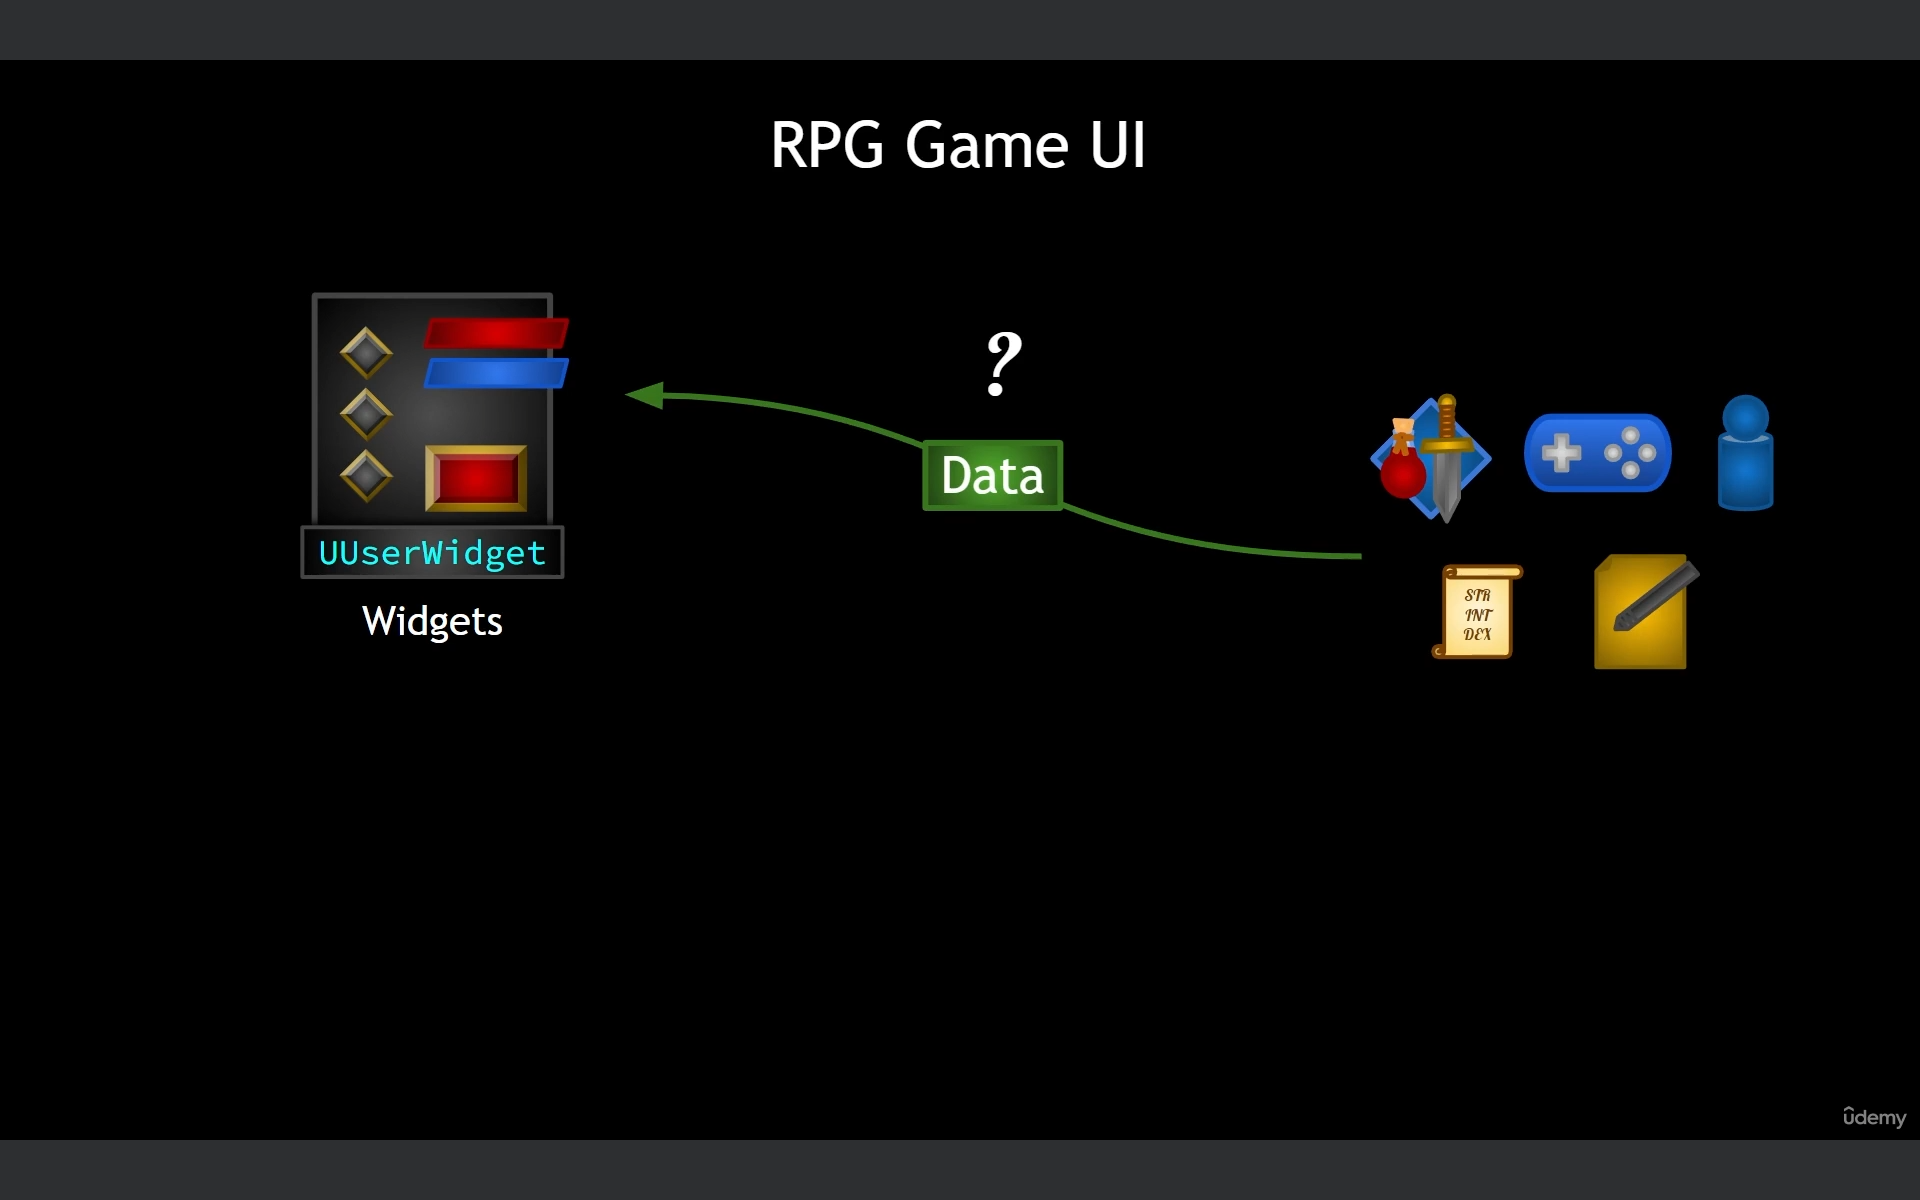 RPG Game UI
?
Data
UUserWidget
Widgets
STR
INT
DEX
ûdemy